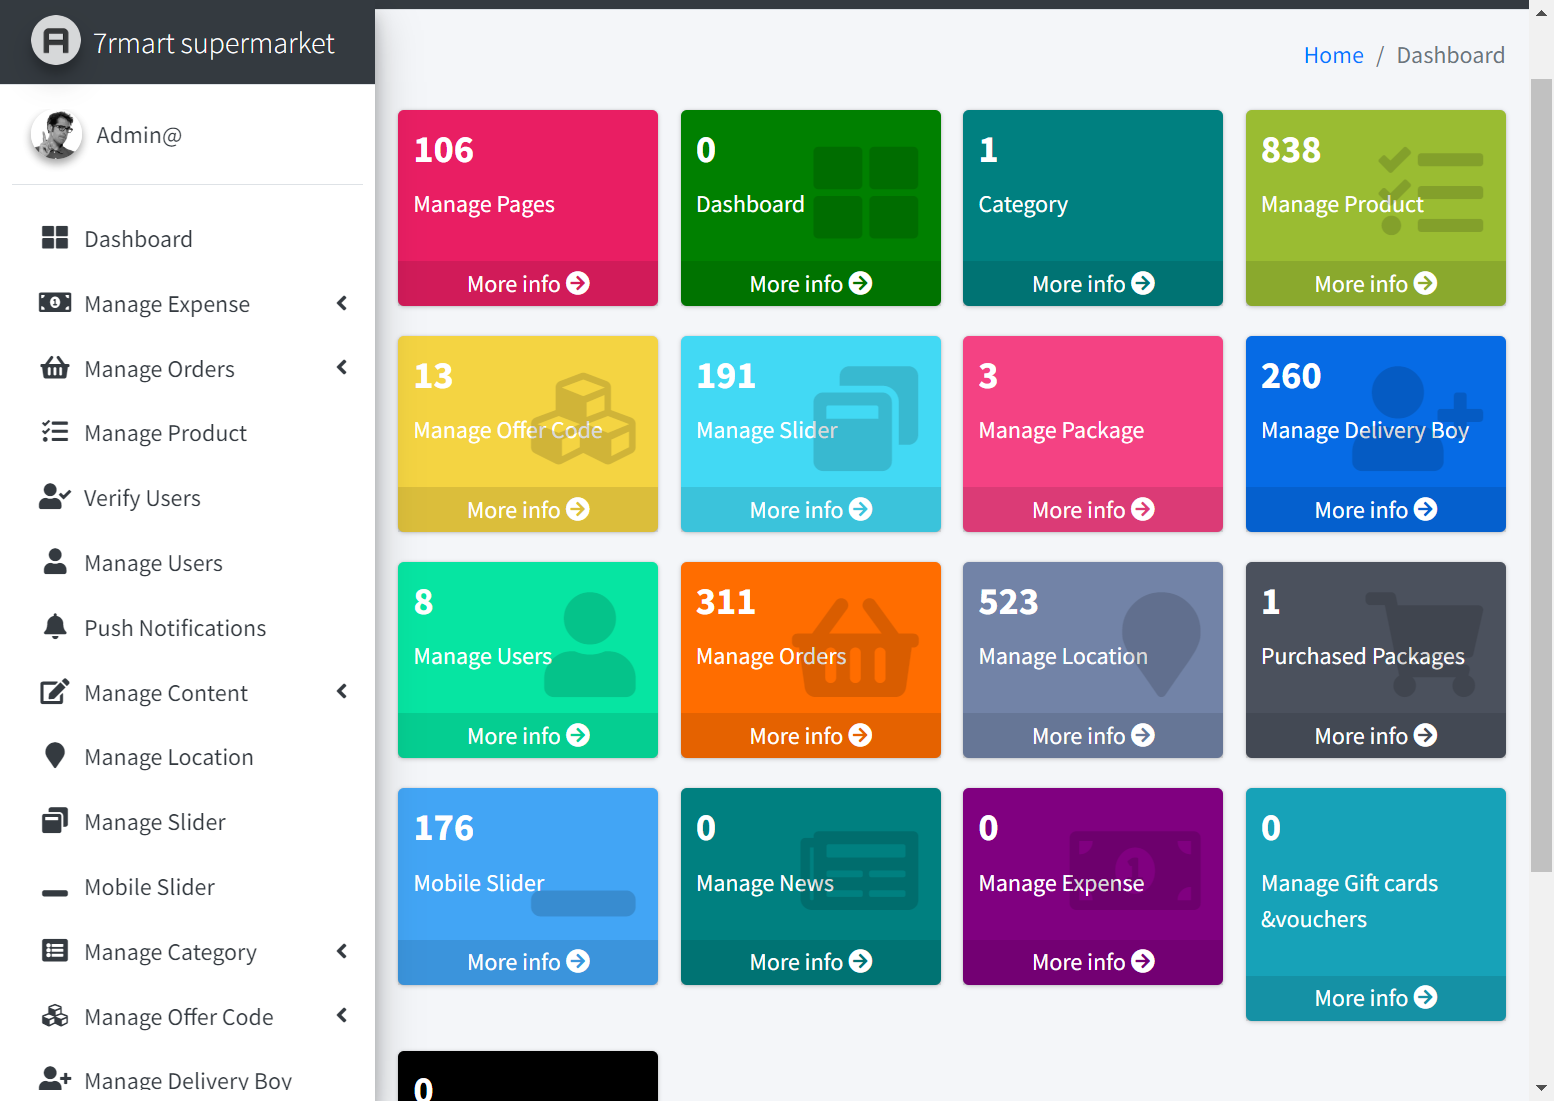 7rmart supermarket
Admin@
Dashboard
Manage Expense
Manage Orders
Manage Product
Verify Users
Manage Users
Push Notifications
Manage Content
Manage Location
Manage Slider
Mobile Slider
Manage Category
Manage Offer Code
Manage Delivery Boy
Home / Dashboard
106
Manage Pages
More info
0
Dashboard
More info
1
Category
More info
838
Manage Product
More info
13
Manage Offer Code
More info
191
Manage Slider
More info
3
Manage Package
More info
260
Manage Delivery Boy
More info
8
Manage Users
More info
311
Manage Orders
More info
523
Manage Location
More info
1
Purchased Packages
More info
176
Mobile Slider
More info
0
Manage News
More info
0
Manage Expense
More info
0
Manage Gift cards
&vouchers
More info
0